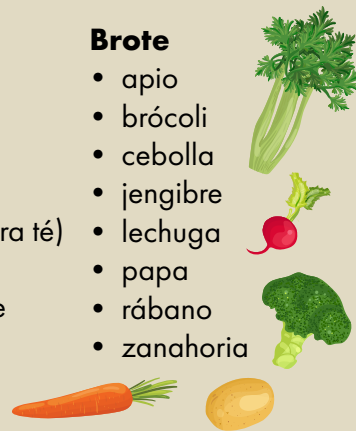 Brote
• apio
• brócoli
• cebolla
• jengibre
ra té) • lechuga
• papa
e • rábano
• zanahoria